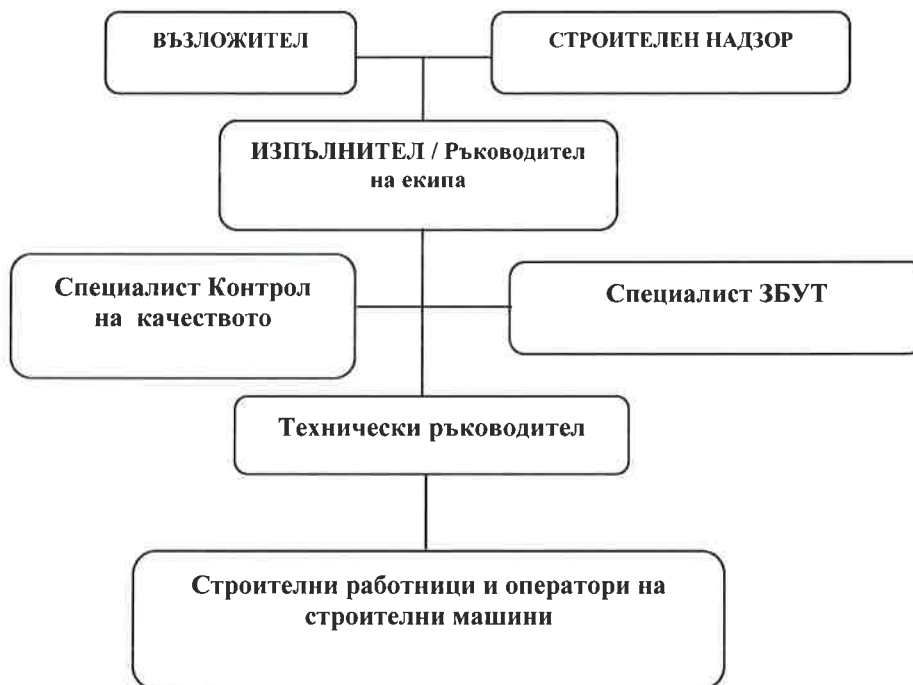 ВЪЗЛОЖИТЕЛ
СТРОИТЕЛЕН НАДЗОР
ИЗПЪЛНИТЕЛ / Ръководител
на екипа
Специалист Контрол
на качеството
Специалист ЗБУТ
Технически ръководител
Строителни работници и оператори на
строителни машини